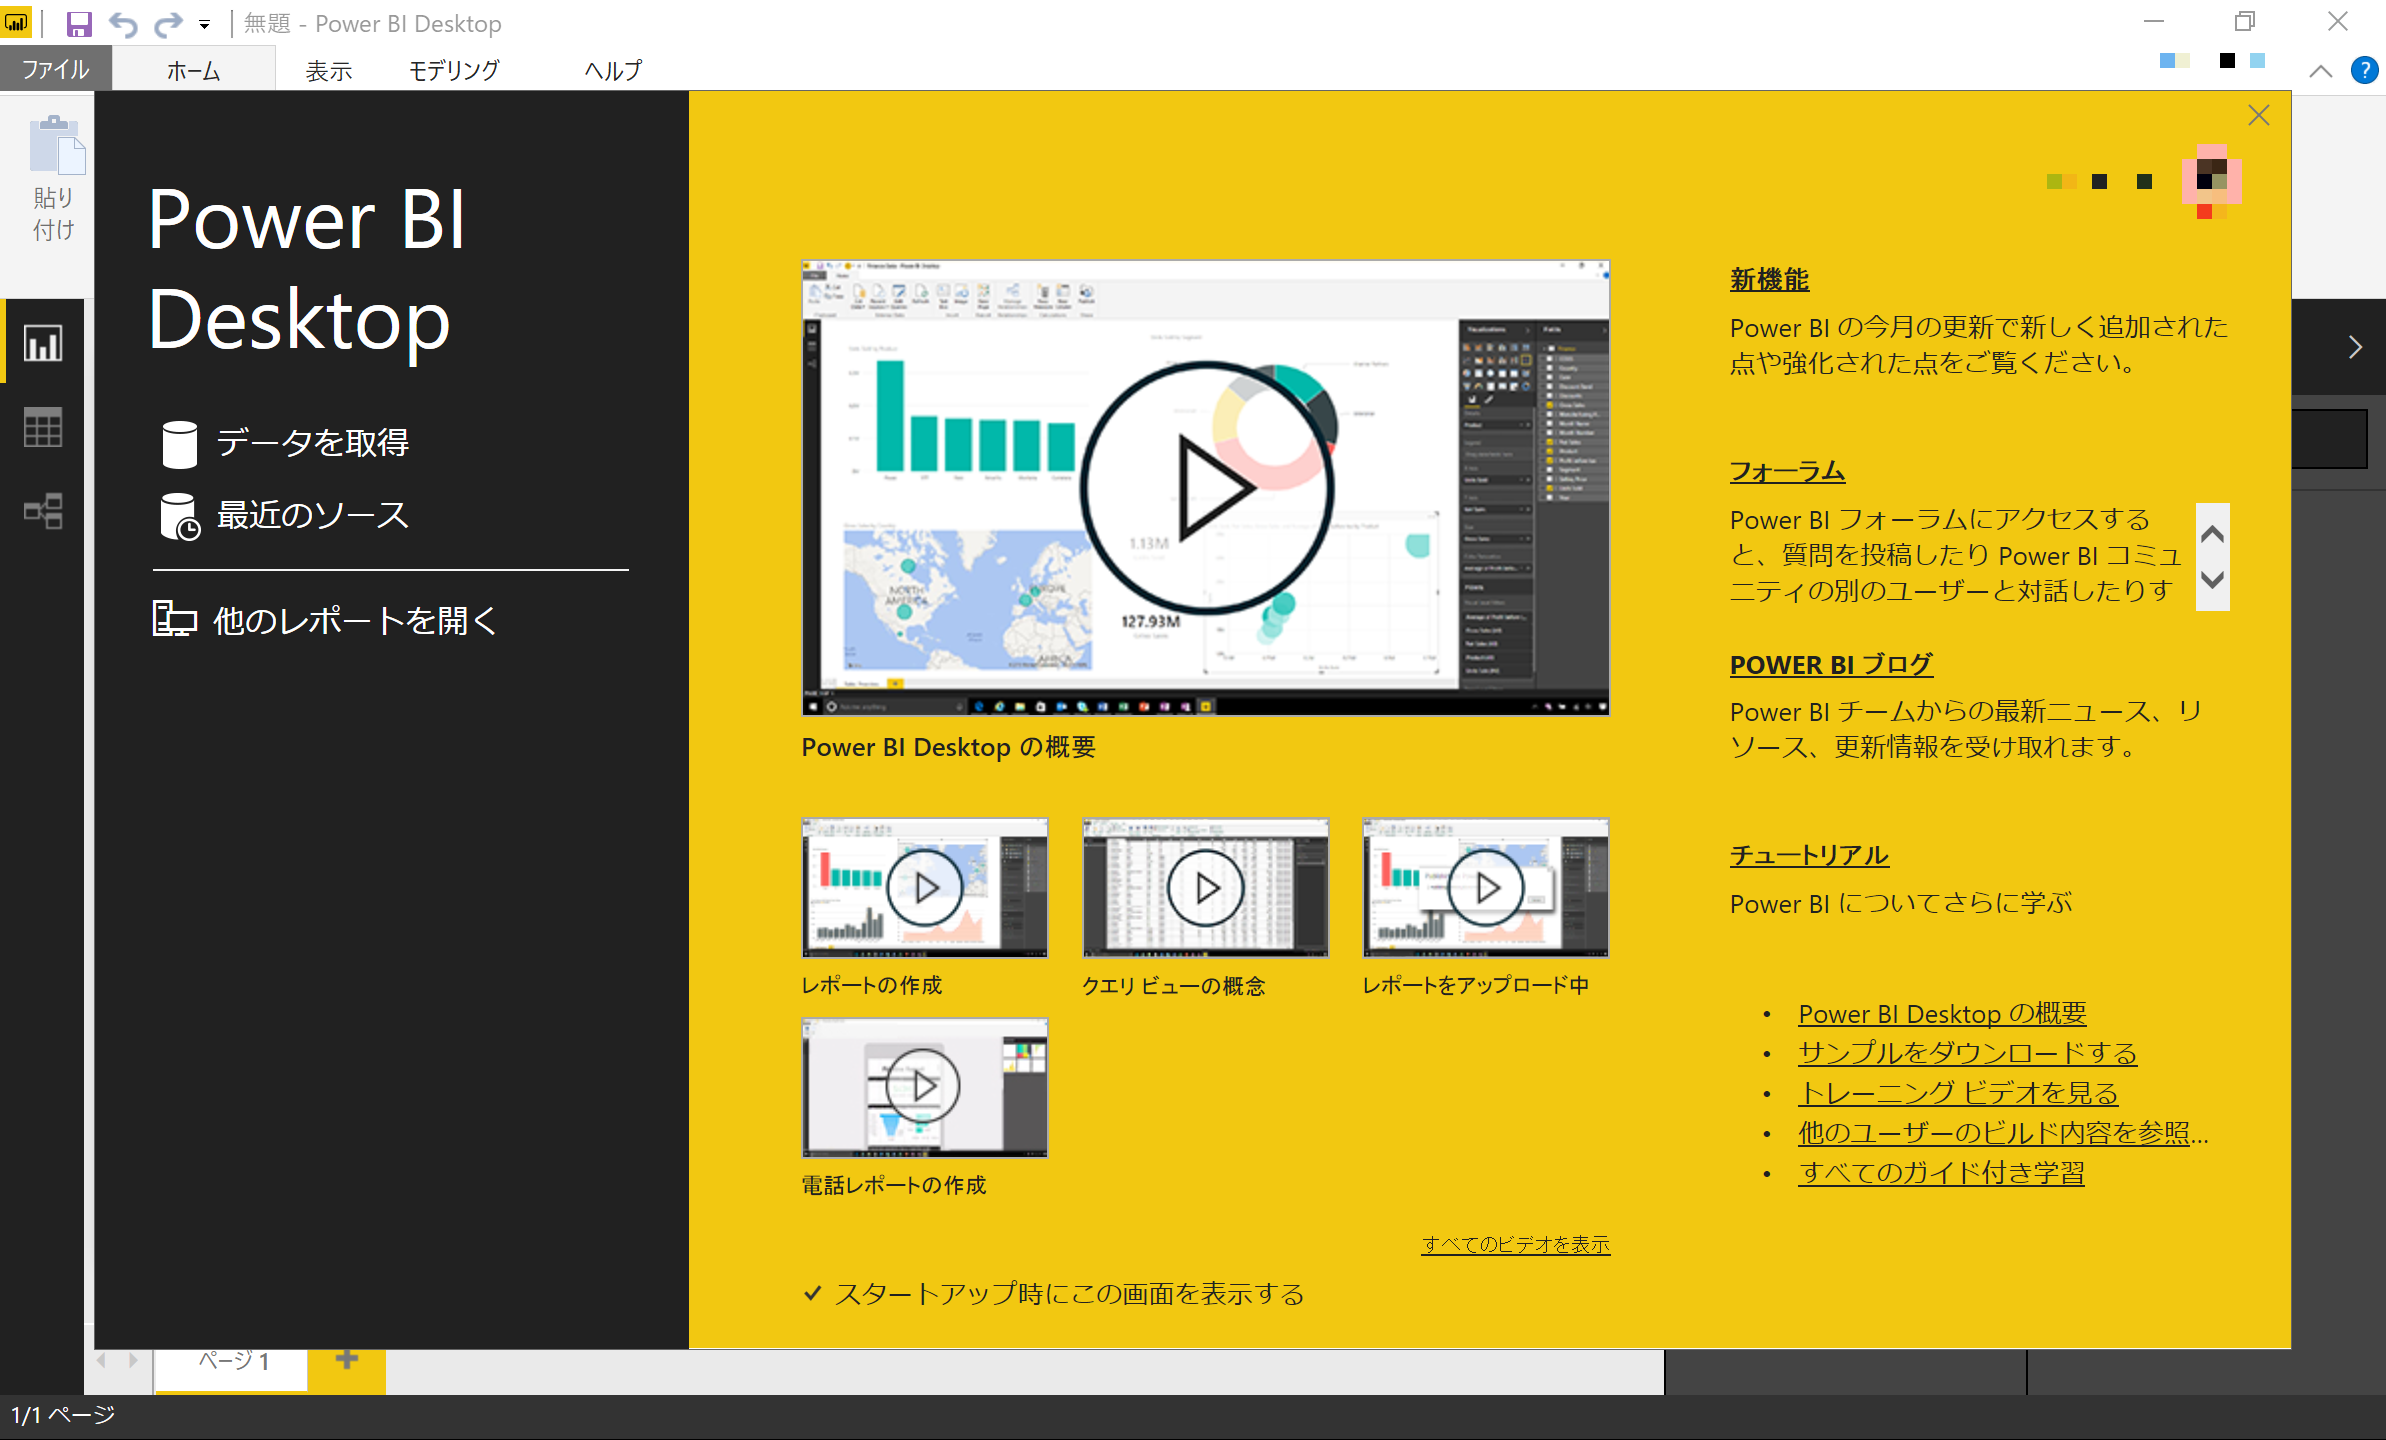 無題 - Power BI Desktop
ファイル
ホーム
表示
モデリング
ヘルプ
?
貼り
付け
Power BI
Desktop
データを取得
最近のソース
他のレポートを開く
1.13M
127.93M
NORTH
AMERICA
EUROPE
AFRICA
Power BI Desktop の概要
レポートの作成
クエリ ビューの概念
レポートをアップロード中
電話レポートの作成
すべてのビデオを表示
スタートアップ時にこの画面を表示する
新機能
Power BI の今月の更新で新しく追加された
点や強化された点をご覧ください。
フォーラム
Power BI フォーラムにアクセスする
と、質問を投稿したり Power BI コミュ
ニティの別のユーザーと対話したりす
POWER BI ブログ
Power BI チームからの最新ニュース、リ
ソース、更新情報を受け取れます。
チュートリアル
Power BI についてさらに学ぶ
• Power BI Desktop の概要
• サンプルをダウンロードする
• トレーニング ビデオを見る
• 他のユーザーのビルド内容を参照...
• すべてのガイド付き学習
ページ 1
1/1 ページ